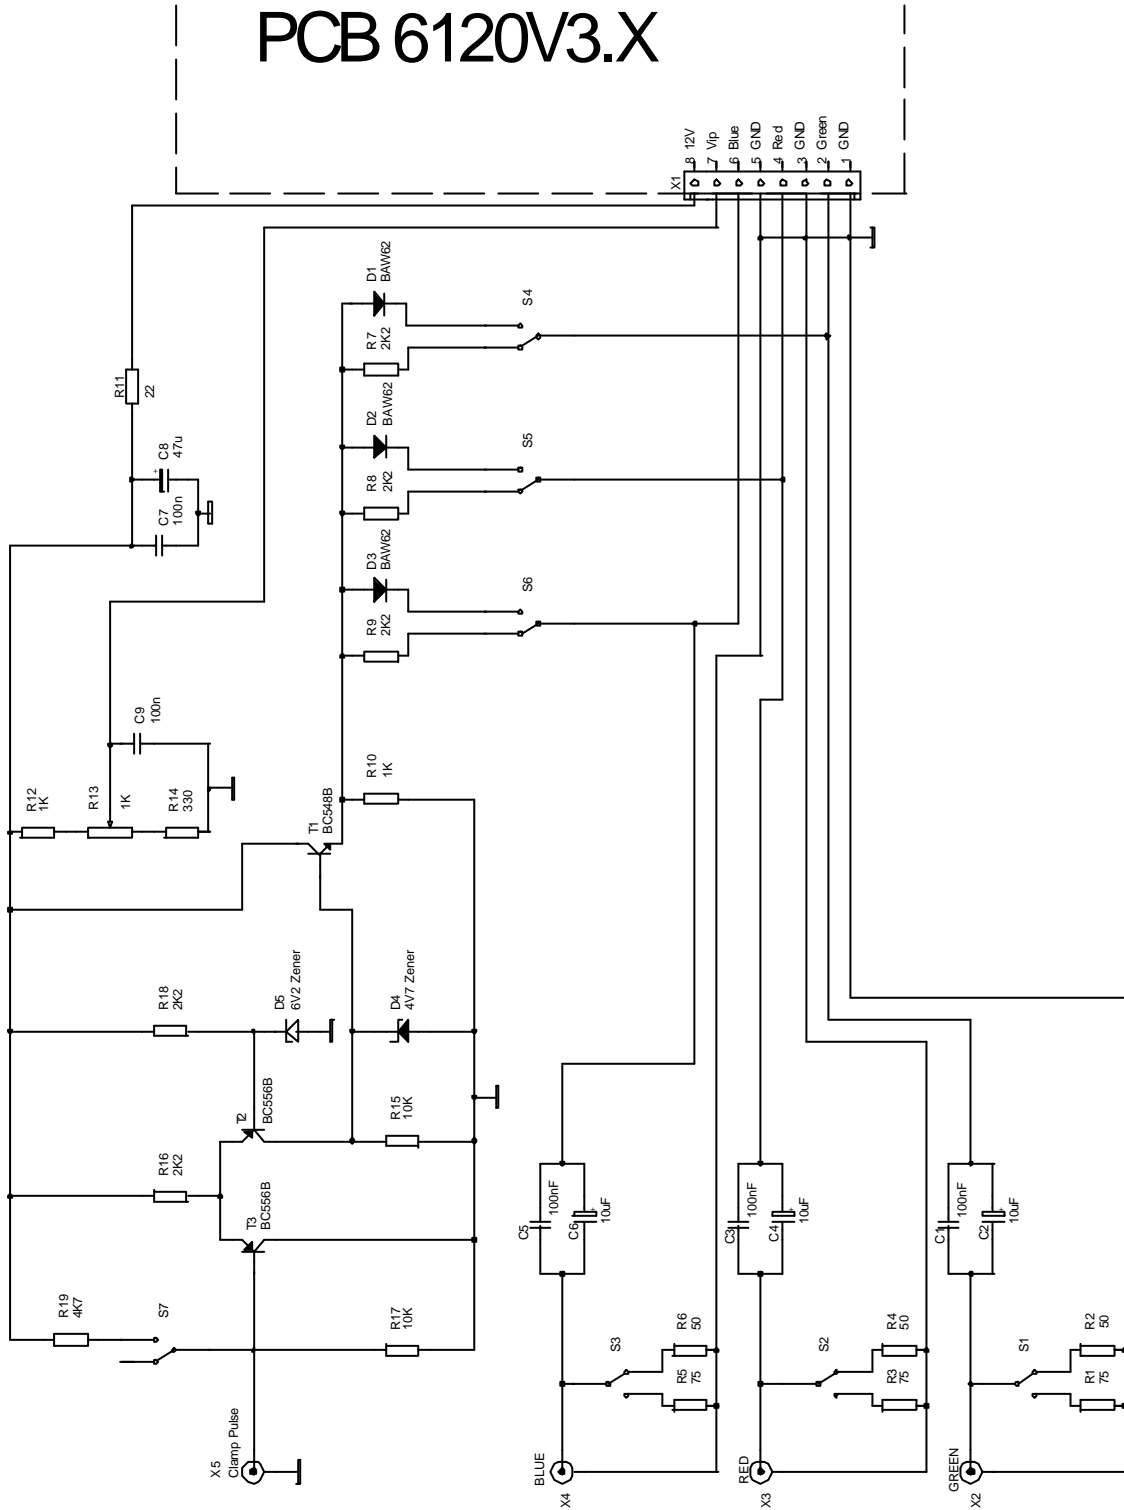 PCB 6120V3.X
8 12V
7 Vip
6 Blue
5 GND
4 Red
3 GND
2 Green
1 GND
X1
D1
BAW62
R7
2K2
S4
R11
22
D2
BAW62
R8
2K2
S5
C8
47u
+
C7
100n
D3
BAW62
R9
2K2
S6
C9
100n
R12
1K
R13
1K
R14
330
R10
1K
T1
BC548B
R18
2K2
D5
6V2 Zener
D4
4V7 Zener
T2
BC556B
R15
10K
R16
2K2
T3
BC556B
R19
4K7
S7
R17
10K
X5
Clamp Pulse
C5
100nF
C6
10uF
+
S3
R6
50
R5
75
BLUE
X4
C3
100nF
C4
10uF
+
S2
R4
50
R3
75
RED
X3
C1
100nF
C2
10uF
+
S1
R2
50
R1
75
GREEN
X2